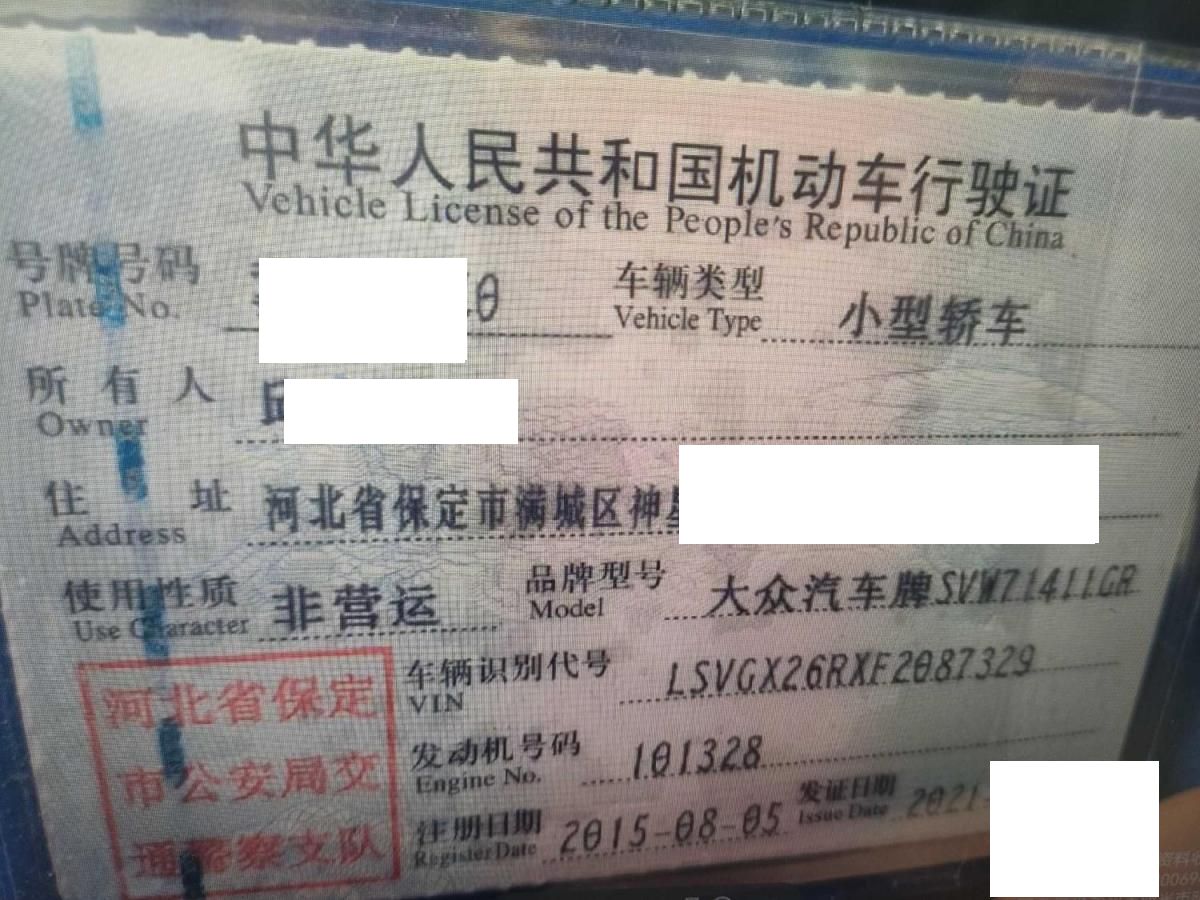 中华人民共和国机动车行驶证
Vehicle License of the People's Republic of China
号牌号码 0 车辆类型 小型轿车
Plate No. Vehicle Type
所有人 邱
Owner
住址 河北省保定市满城区神星
Address
使用性质 非营运 品牌型号 大众汽车牌SVW71411GR
Use Character Model
河北省保定
市公安局交
通警察支队
车辆识别代号 LSVGX26RXF2087329
VIN
发动机号码 101328
Engine No.
注册日期 2015-08-05 发证日期 2021-
Register Date Issue Date